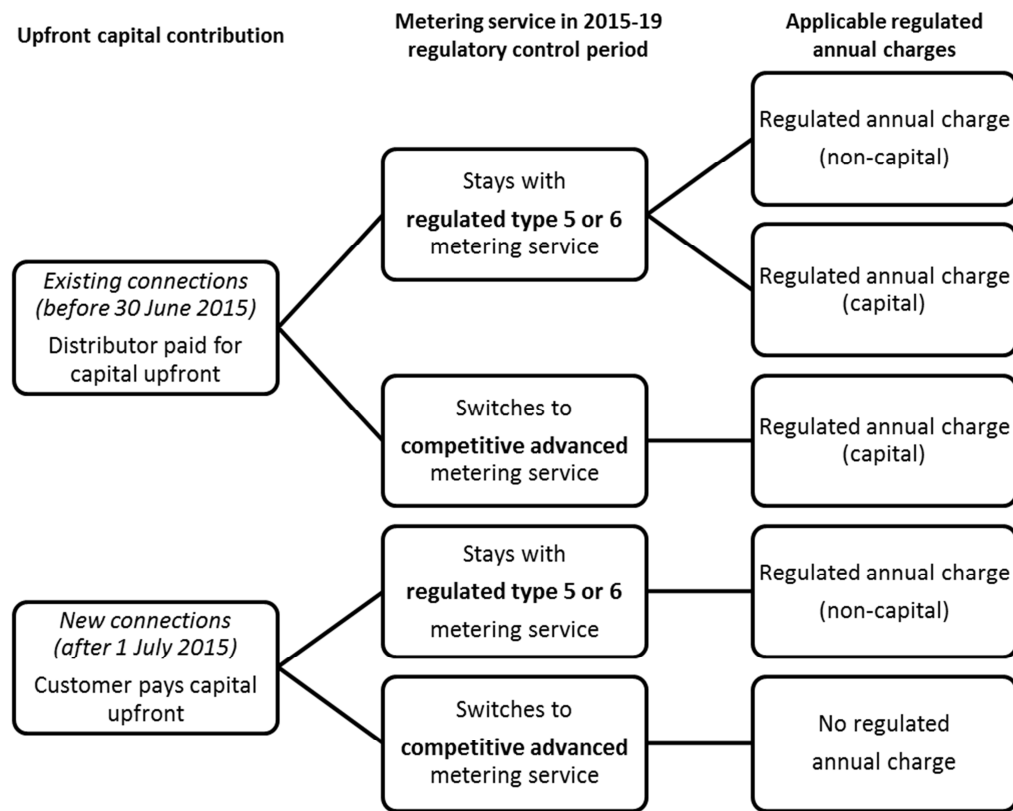 Upfront capital contribution
Metering service in 2015-19
regulatory control period
Applicable regulated
annual charges
Existing connections
(before 30 June 2015)
Distributor paid for
capital upfront
Stays with
regulated type 5 or 6
metering service
Regulated annual charge
(non-capital)
Regulated annual charge
(capital)
Switches to
competitive advanced
metering service
Regulated annual charge
(capital)
New connections
(after 1 July 2015)
Customer pays capital
upfront
Stays with
regulated type 5 or 6
metering service
Regulated annual charge
(non-capital)
Switches to
competitive advanced
metering service
No regulated
annual charge